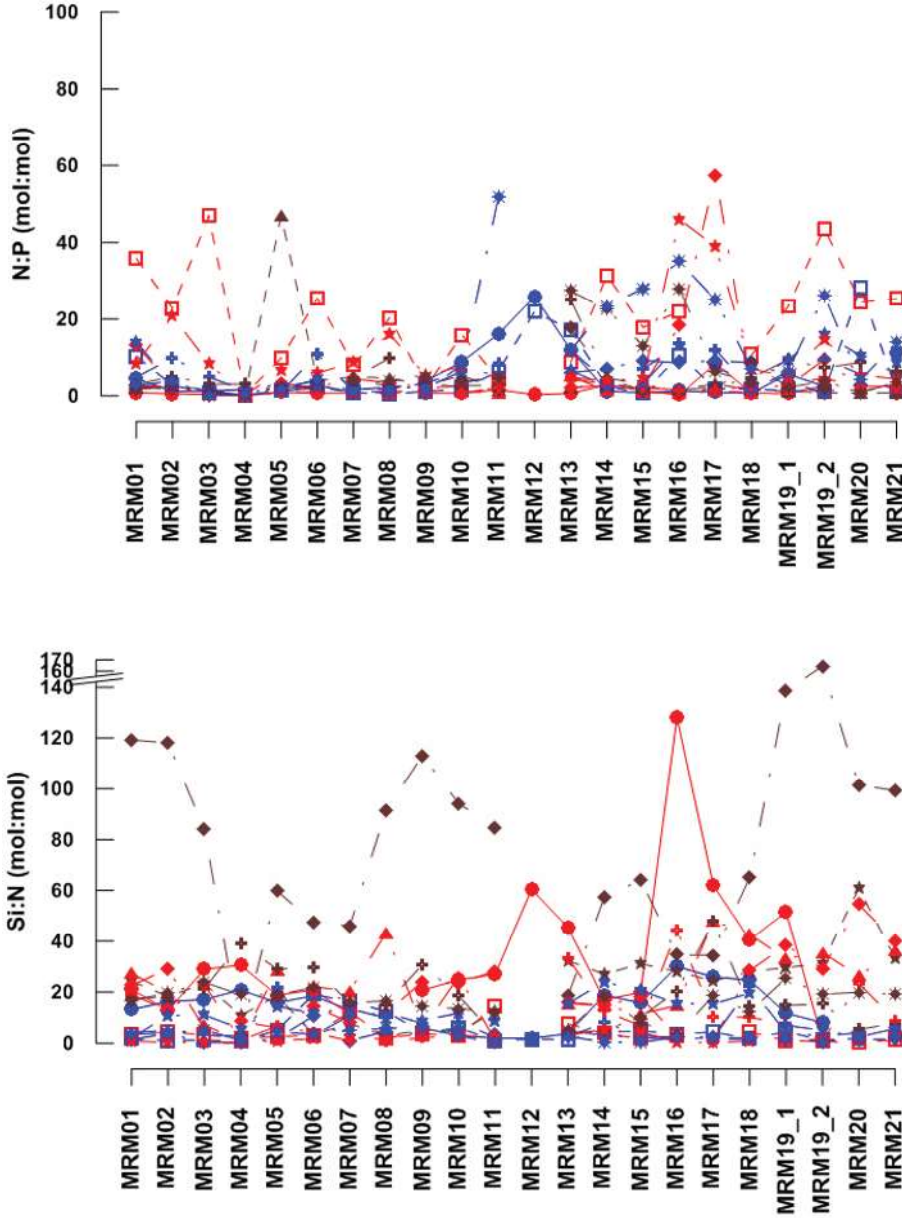 100
80
60
40
20
0
N:P (mol:mol)
MRM01
MRM02
MRM03
MRM04
MRM05
MRM06
MRM07
MRM08
MRM09
MRM10
MRM11
MRM12
MRM13
MRM14
MRM15
MRM16
MRM17
MRM18
MRM19_1
MRM19_2
MRM20
MRM21
170
160
140
120
100
80
60
40
20
0
Si:N (mol:mol)
MRM01
MRM02
MRM03
MRM04
MRM05
MRM06
MRM07
MRM08
MRM09
MRM10
MRM11
MRM12
MRM13
MRM14
MRM15
MRM16
MRM17
MRM18
MRM19_1
MRM19_2
MRM20
MRM21